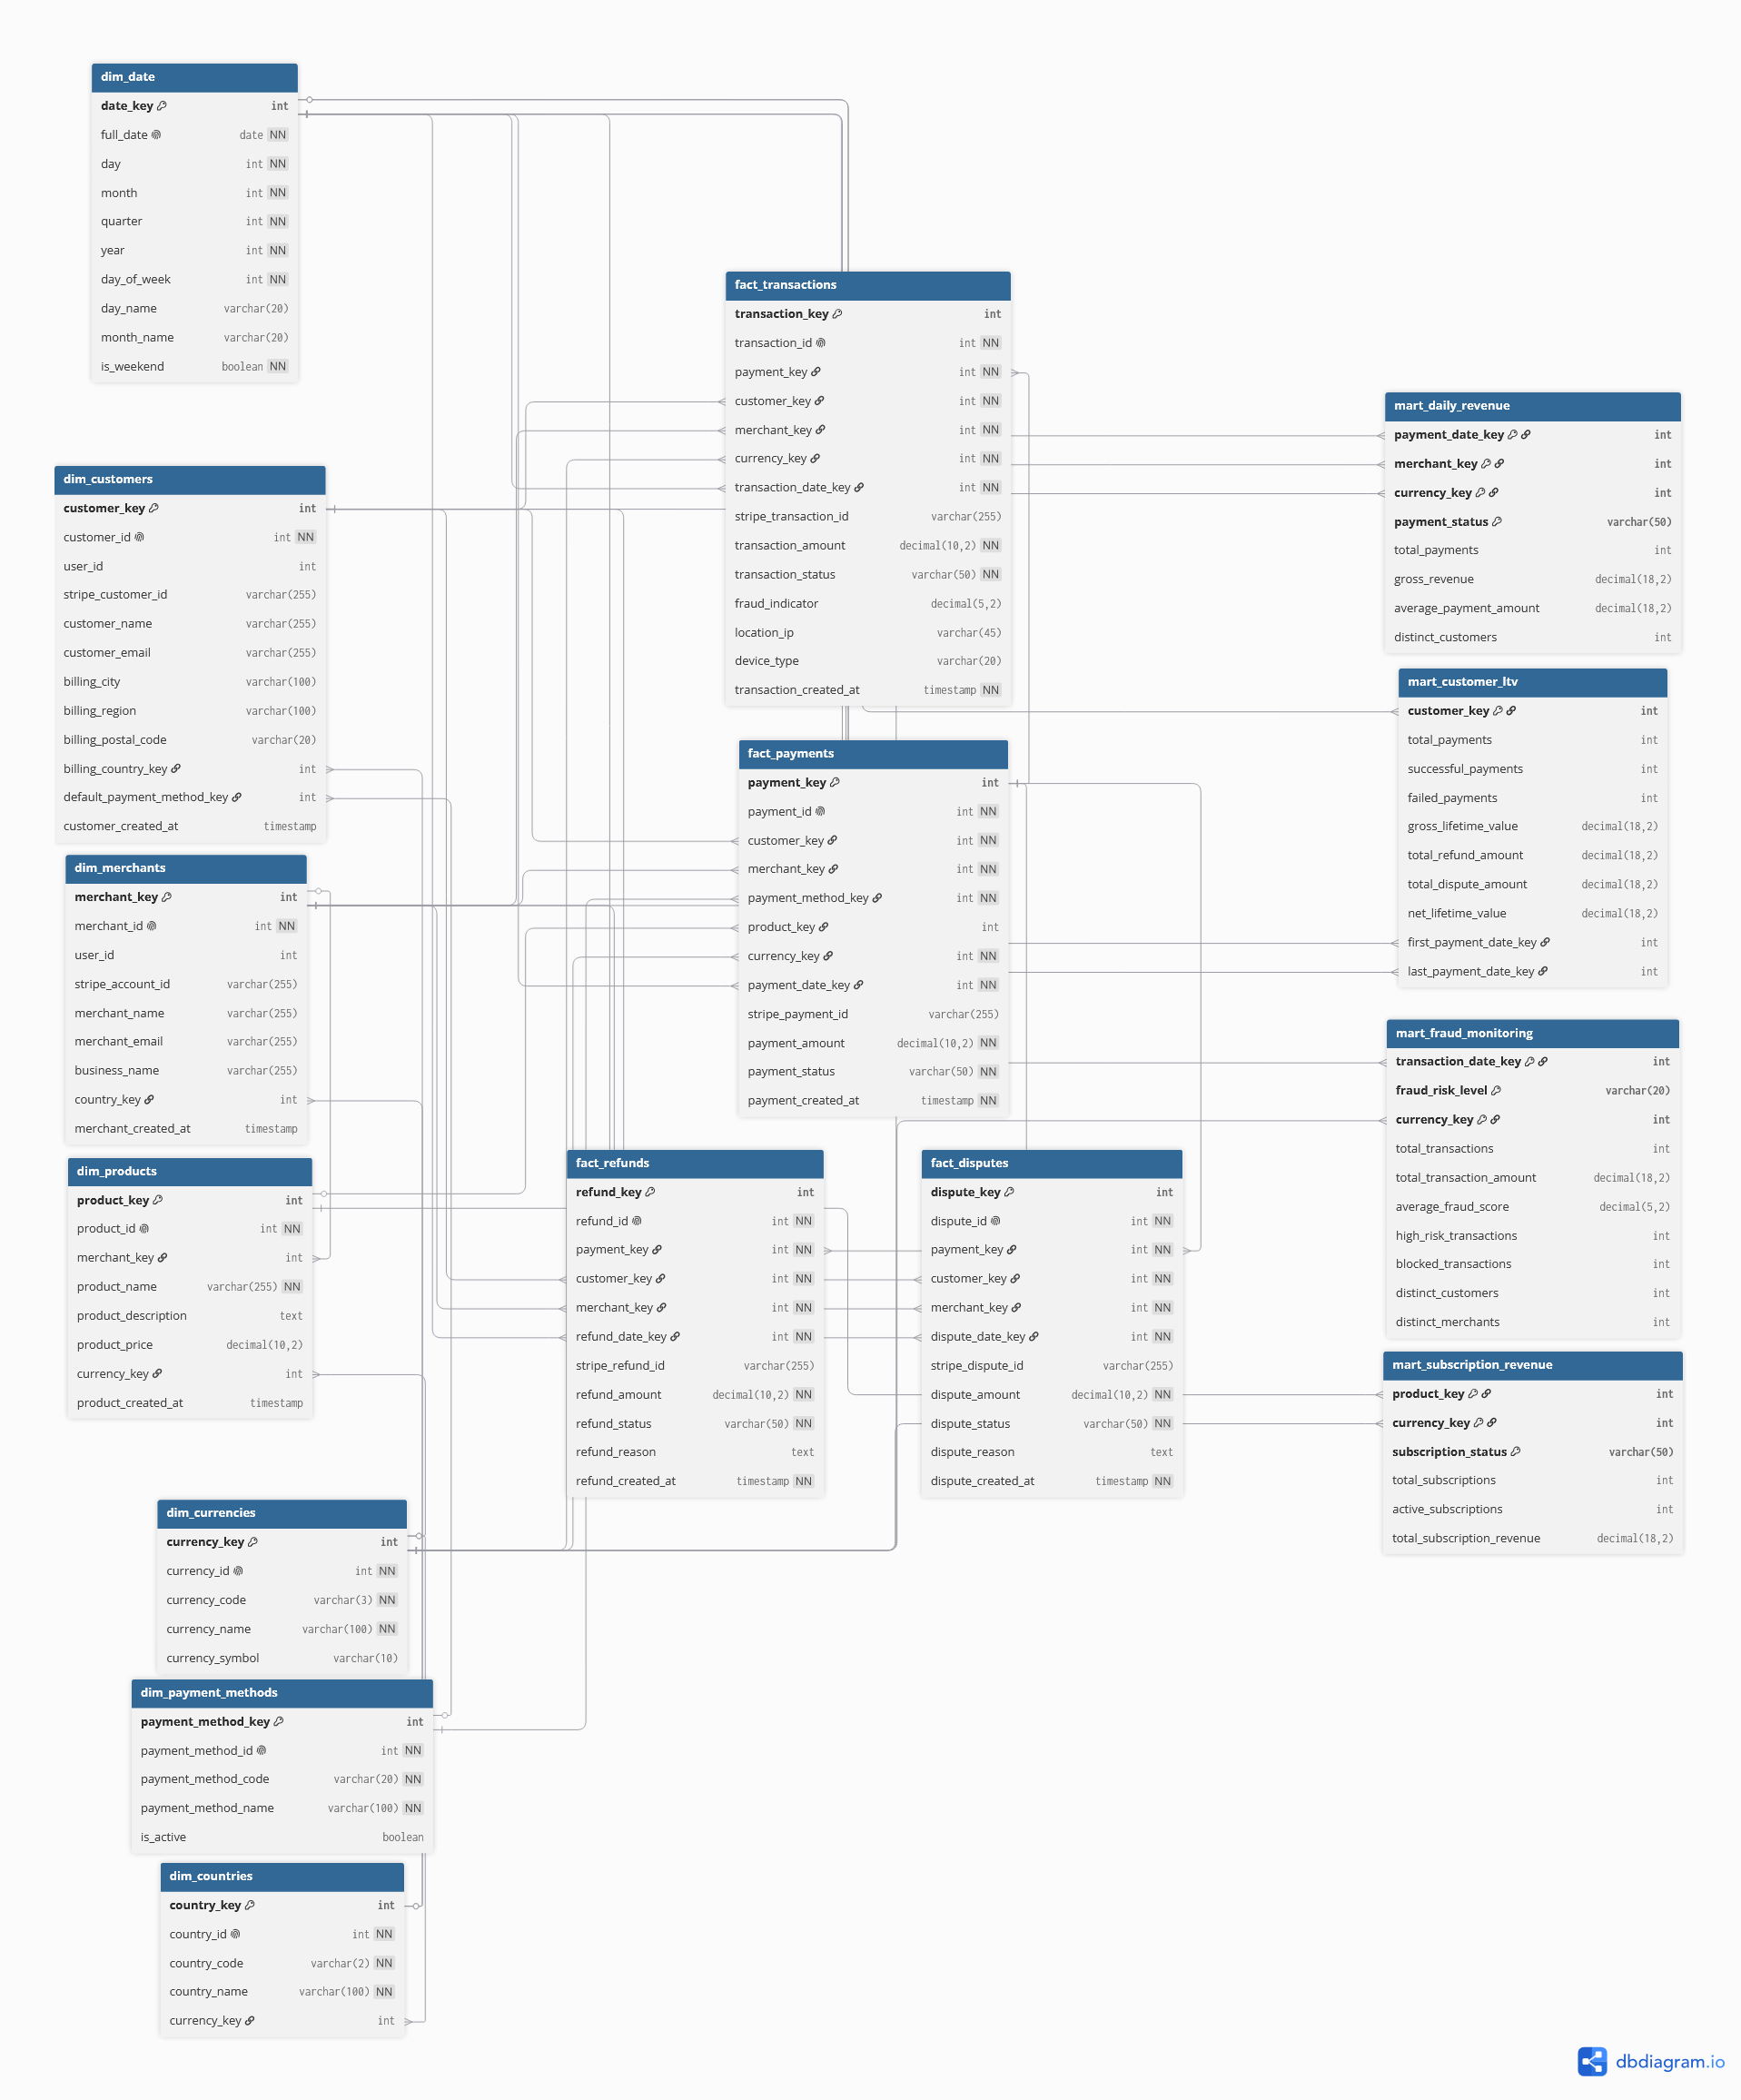 dim_date
date_key int
full_date date NN
day int NN
month int NN
quarter int NN
year int NN
day_of_week int NN
day_name varchar(20)
month_name varchar(20)
is_weekend boolean NN
dim_customers
customer_key int
customer_id int NN
user_id int
stripe_customer_id varchar(255)
customer_name varchar(255)
customer_email varchar(255)
billing_city varchar(100)
billing_region varchar(100)
billing_postal_code varchar(20)
billing_country_key int
default_payment_method_key int
customer_created_at timestamp
dim_merchants
merchant_key int
merchant_id int NN
user_id int
stripe_account_id varchar(255)
merchant_name varchar(255)
merchant_email varchar(255)
business_name varchar(255)
country_key int
merchant_created_at timestamp
dim_products
product_key int
product_id int NN
merchant_key int
product_name varchar(255) NN
product_description text
product_price decimal(10,2)
currency_key int
product_created_at timestamp
dim_currencies
currency_key int
currency_id int NN
currency_code varchar(3) NN
currency_name varchar(100) NN
currency_symbol varchar(10)
dim_payment_methods
payment_method_key int
payment_method_id int NN
payment_method_code varchar(20) NN
payment_method_name varchar(100) NN
is_active boolean
dim_countries
country_key int
country_id int NN
country_code varchar(2) NN
country_name varchar(100) NN
currency_key int
fact_transactions
transaction_key int
transaction_id int NN
payment_key int NN
customer_key int NN
merchant_key int NN
currency_key int NN
transaction_date_key int NN
stripe_transaction_id varchar(255)
transaction_amount decimal(10,2) NN
transaction_status varchar(50) NN
fraud_indicator decimal(5,2)
location_ip varchar(45)
device_type varchar(20)
transaction_created_at timestamp NN
fact_payments
payment_key int
payment_id int NN
customer_key int NN
merchant_key int NN
payment_method_key int NN
product_key int
currency_key int NN
payment_date_key int NN
stripe_payment_id varchar(255)
payment_amount decimal(10,2) NN
payment_status varchar(50) NN
payment_created_at timestamp NN
fact_refunds
refund_key int
refund_id int NN
payment_key int NN
customer_key int NN
merchant_key int NN
refund_date_key int NN
stripe_refund_id varchar(255)
refund_amount decimal(10,2) NN
refund_status varchar(50) NN
refund_reason text
refund_created_at timestamp NN
fact_disputes
dispute_key int
dispute_id int NN
payment_key int NN
customer_key int NN
merchant_key int NN
dispute_date_key int NN
stripe_dispute_id varchar(255)
dispute_amount decimal(10,2) NN
dispute_status varchar(50) NN
dispute_reason text
dispute_created_at timestamp NN
mart_daily_revenue
payment_date_key int
merchant_key int
currency_key int
payment_status varchar(50)
total_payments int
gross_revenue decimal(18,2)
average_payment_amount decimal(18,2)
distinct_customers int
mart_customer_ltv
customer_key int
total_payments int
successful_payments int
failed_payments int
gross_lifetime_value decimal(18,2)
total_refund_amount decimal(18,2)
total_dispute_amount decimal(18,2)
net_lifetime_value decimal(18,2)
first_payment_date_key int
last_payment_date_key int
mart_fraud_monitoring
transaction_date_key int
fraud_risk_level varchar(20)
currency_key int
total_transactions int
total_transaction_amount decimal(18,2)
average_fraud_score decimal(5,2)
high_risk_transactions int
blocked_transactions int
distinct_customers int
distinct_merchants int
mart_subscription_revenue
product_key int
currency_key int
subscription_status varchar(50)
total_subscriptions int
active_subscriptions int
total_subscription_revenue decimal(18,2)
dbdiagram.io